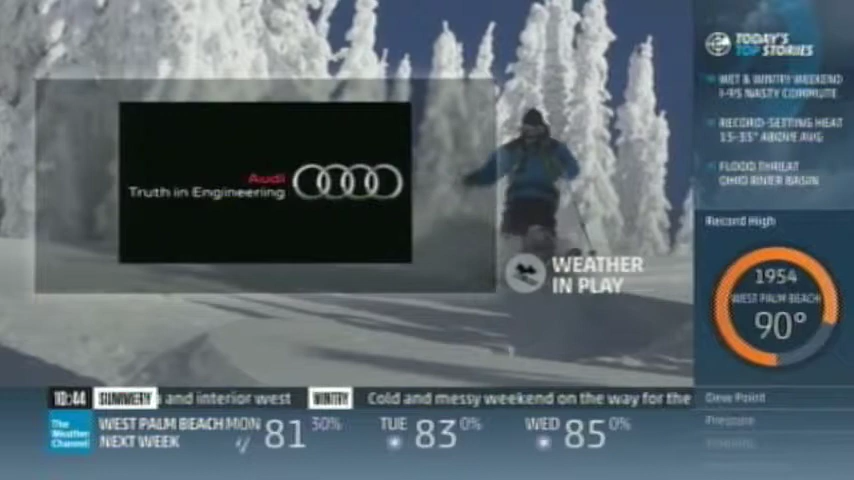 TODAY'S
TOP STORIES
WET & WINTRY WEEKEND
I-95 NASTY COMMUTE
RECORD-SETTING HEAT
15-35° ABOVE AVG
FLOOD THREAT
OHIO RIVER BASIN
Audi
Truth in Engineering
Record High
1954
WEST PALM BEACH
90°
WEATHER
IN PLAY
10:44 SUMMERY and interior west WINTRY Cold and messy weekend on the way for the
Dew Point
Pressure
The
Weather
Channel
WEST PALM BEACH
NEXT WEEK
MON 81 30% TUE 83 0% WED 85 0%